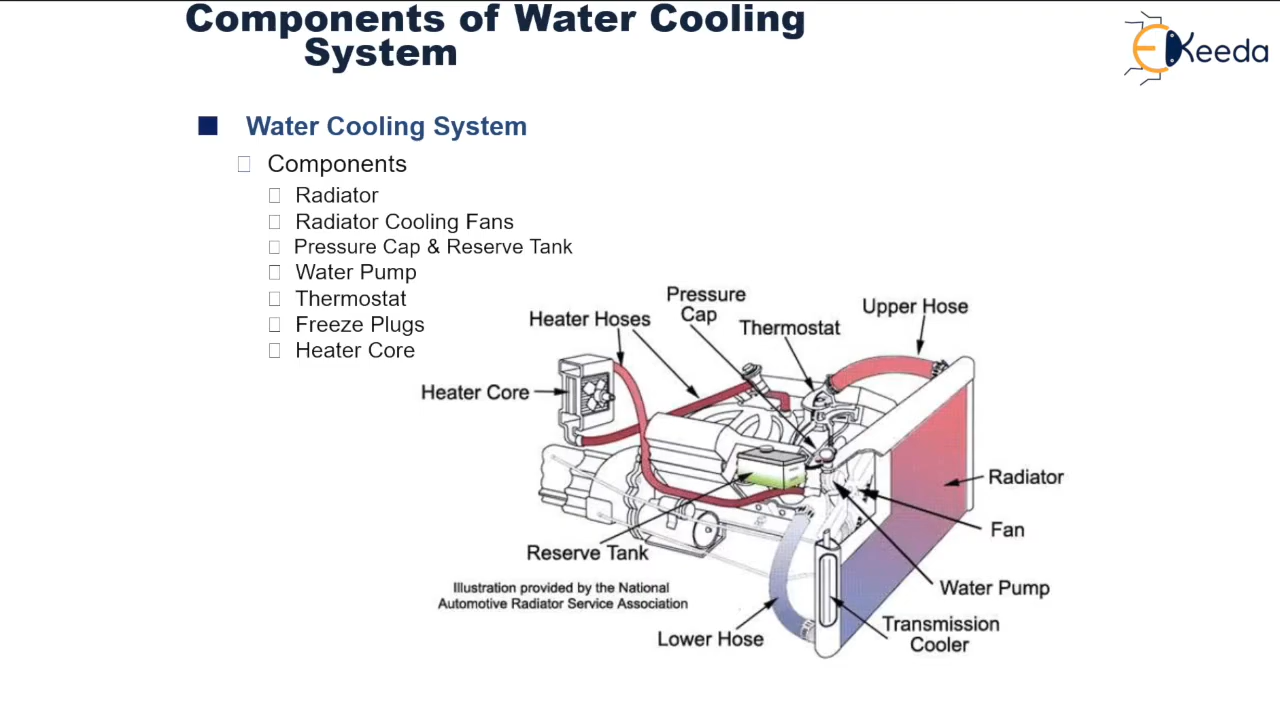 Components of Water Cooling
System
EKeeda
Water Cooling System
Components
Radiator
Radiator Cooling Fans
Pressure Cap & Reserve Tank
Water Pump
Thermostat
Freeze Plugs
Heater Core
Pressure
Cap
Upper Hose
Heater Hoses
Thermostat
Heater Core
Radiator
Fan
Reserve Tank
Illustration provided by the National
Automotive Radiator Service Association
Water Pump
Transmission
Cooler
Lower Hose